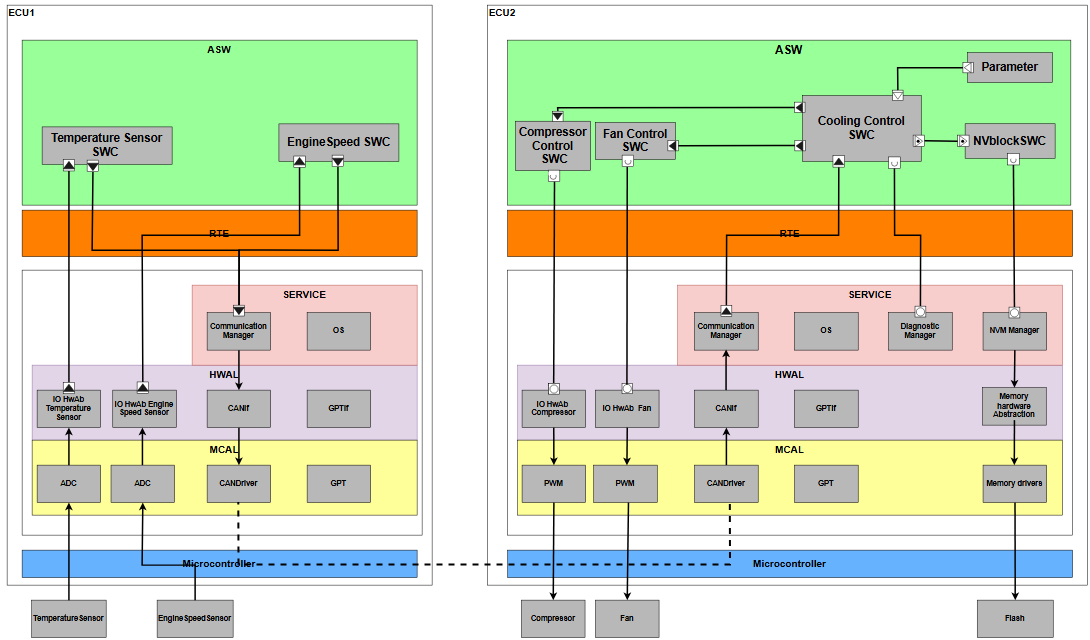 ECU1
ASW
Temperature Sensor
SWC
EngineSpeed SWC
RTE
SERVICE
Communication
Manager
OS
HWAL
IO HwAb
Temperature
Sensor
IO HwAb Engine
Speed Sensor
CANIf
GPTIf
MCAL
ADC
ADC
CANDriver
GPT
Microcontroller
TemperatureSensor
EngineSpeedSensor
ECU2
ASW
Parameter
Compressor
Control
SWC
Fan Control
SWC
Cooling Control
SWC
NVblockSWC
RTE
SERVICE
Communication
Manager
OS
Diagnostic
Manager
NVM Manager
HWAL
IO HwAb
Compressor
IO HwAb Fan
CANIf
GPTIf
Memory
hardware
Abstraction
MCAL
PWM
PWM
CANDriver
GPT
Memory drivers
Microcontroller
Compressor
Fan
Flash